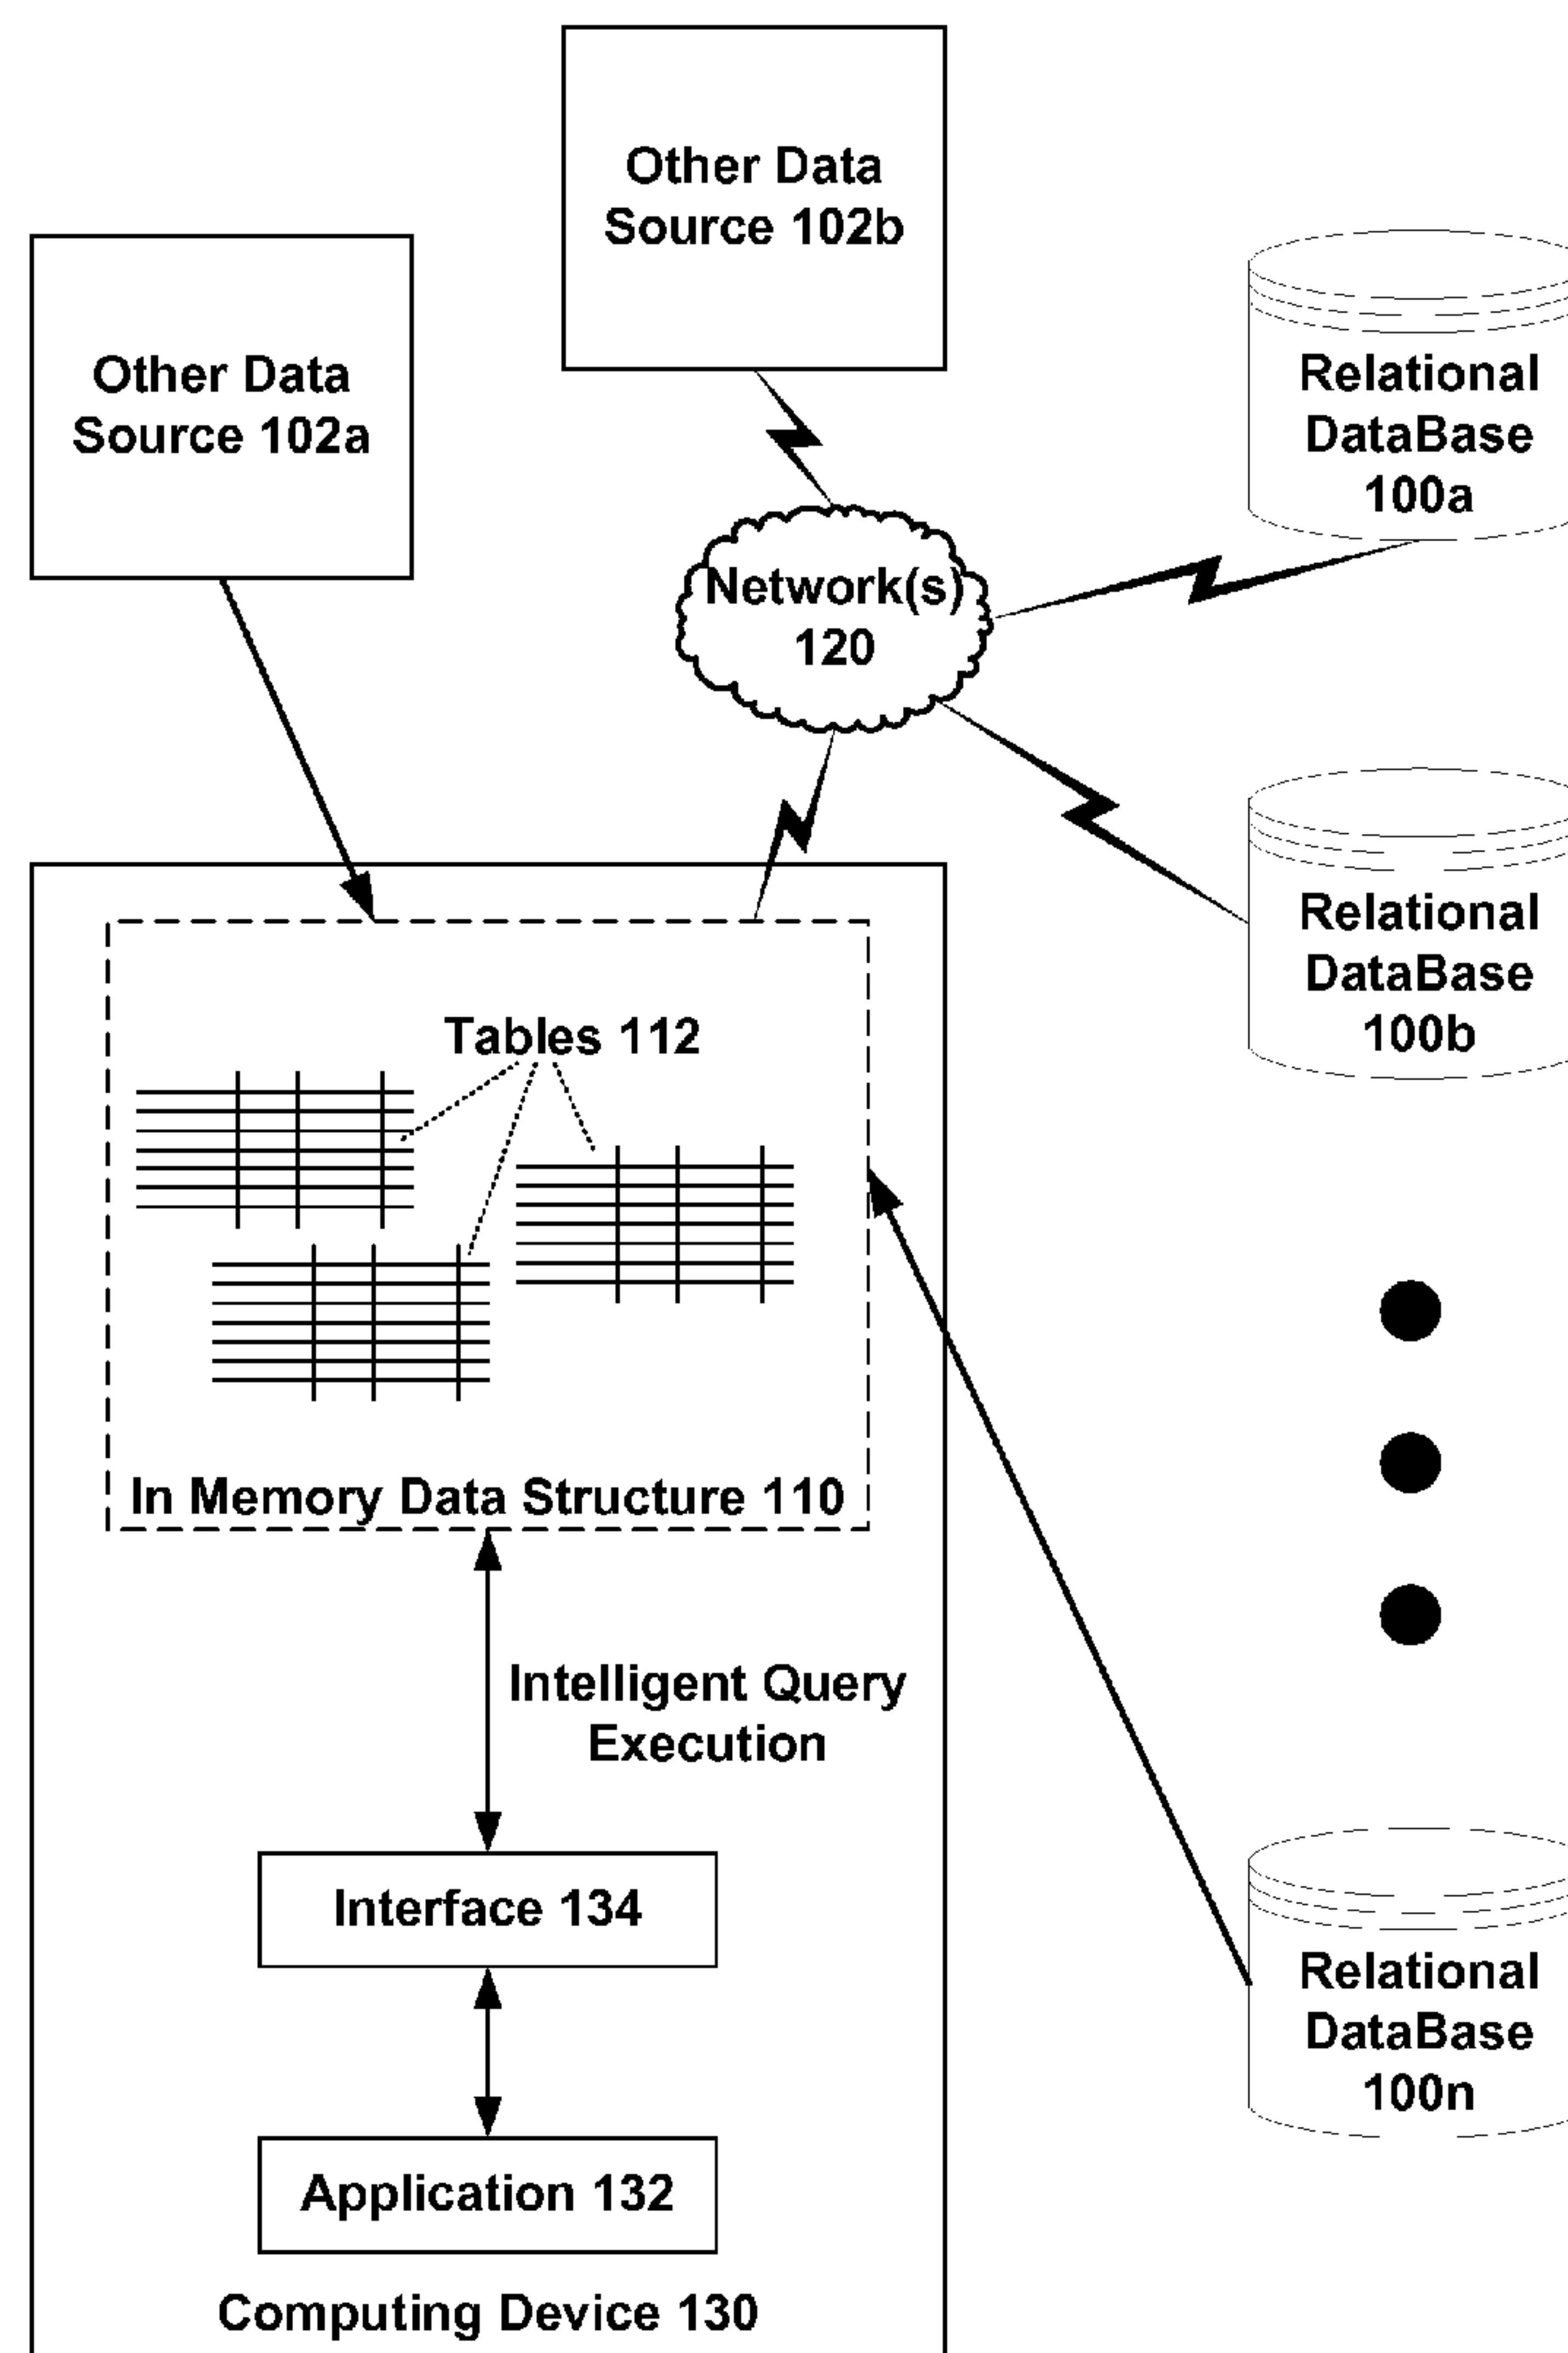 Other Data
Source 102b
Other Data
Source 102a
Relational
DataBase
100a
Network(s)
120
Relational
DataBase
100b
Tables 112
In Memory Data Structure 110
Intelligent Query
Execution
Interface 134
Relational
DataBase
100n
Application 132
Computing Device 130